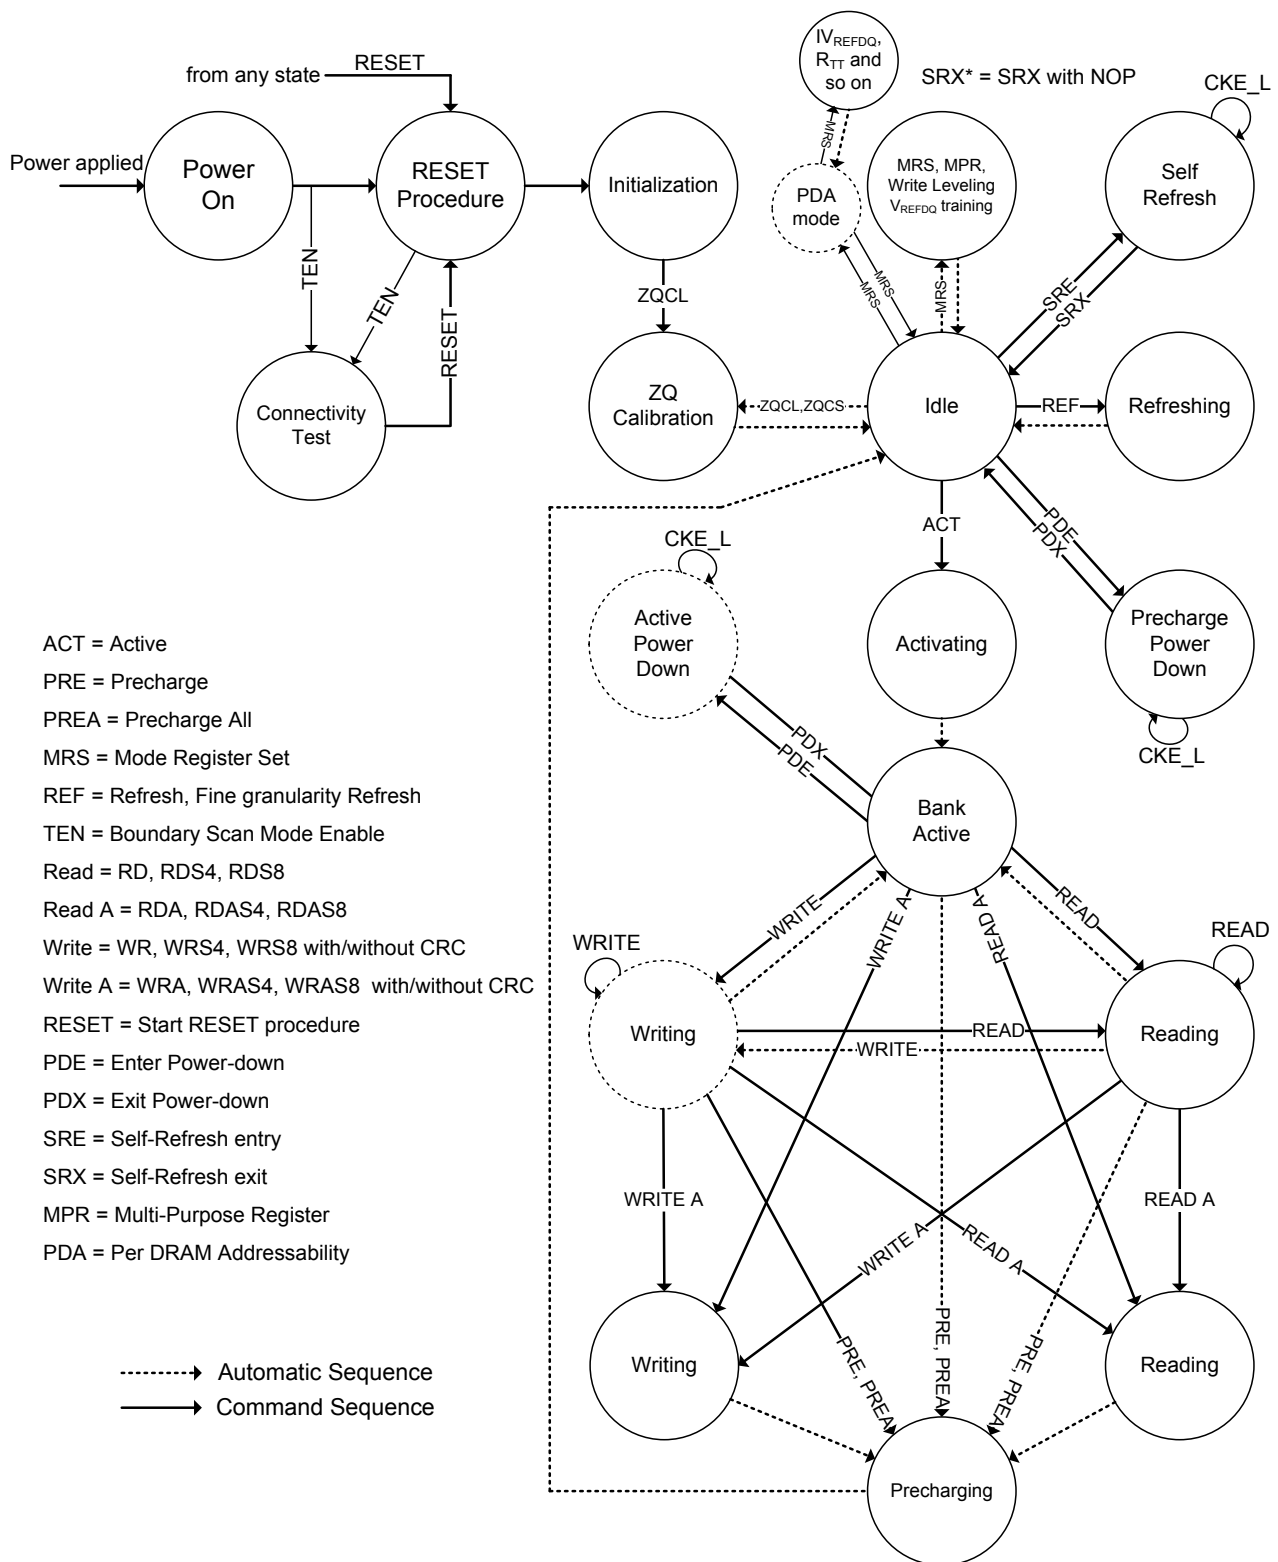 IV_REFDQ,
R_TT and
so on
SRX* = SRX with NOP
CKE_L
from any state
RESET
Power applied
Power
On
RESET
Procedure
Initialization
MRS
PDA
mode
MRS, MPR,
Write Leveling
V_REFDQ training
Self
Refresh
TEN
TEN
RESET
ZQCL
MRS
MRS
MRS
SRE
SRX
Connectivity
Test
ZQ
Calibration
ZQCL,ZQCS
Idle
REF
Refreshing
ACT
PDE
PDX
CKE_L
Active
Power
Down
Activating
Precharge
Power
Down
CKE_L
PDX
PDE
Bank
Active
ACT = Active
PRE = Precharge
PREA = Precharge All
MRS = Mode Register Set
REF = Refresh, Fine granularity Refresh
TEN = Boundary Scan Mode Enable
Read = RD, RDS4, RDS8
Read A = RDA, RDAS4, RDAS8
Write = WR, WRS4, WRS8 with/without CRC
Write A = WRA, WRAS4, WRAS8  with/without CRC
RESET = Start RESET procedure
PDE = Enter Power-down
PDX = Exit Power-down
SRE = Self-Refresh entry
SRX = Self-Refresh exit
MPR = Multi-Purpose Register
PDA = Per DRAM Addressability
WRITE
WRITE
WRITE A
READ A
READ
READ
Writing
READ
WRITE
Reading
WRITE A
WRITE A
READ A
READ A
Writing
PRE, PREA
PRE, PREA
PRE, PREA
Reading
Precharging
Automatic Sequence
Command Sequence